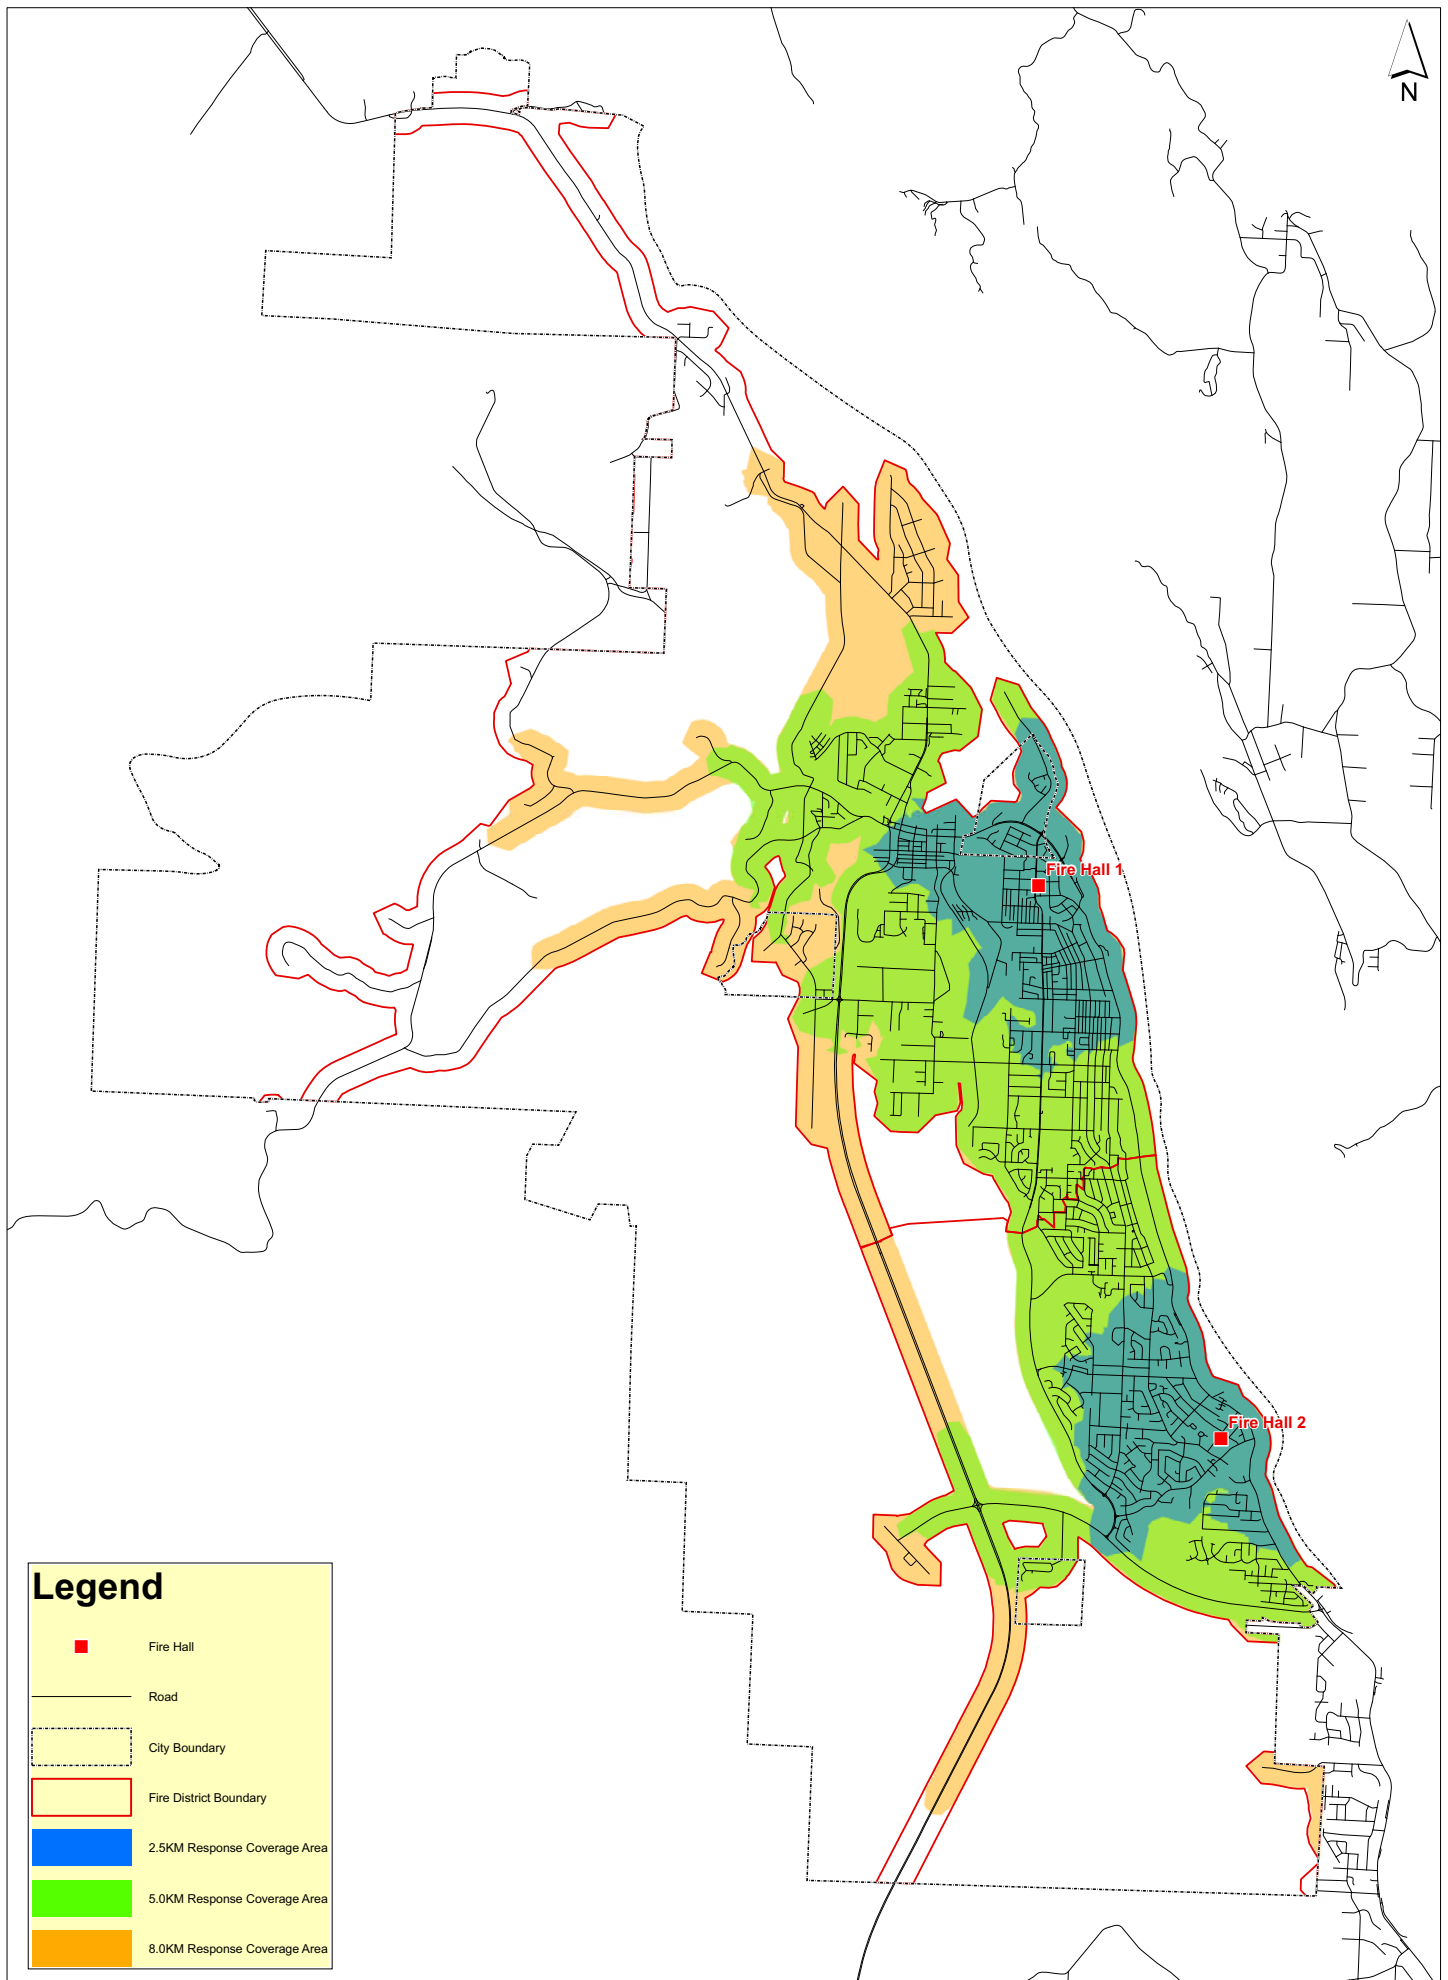 N
Fire Hall 1
Fire Hall 2
Legend
Fire Hall
Road
City Boundary
Fire District Boundary
2.5KM Response Coverage Area
5.0KM Response Coverage Area
8.0KM Response Coverage Area